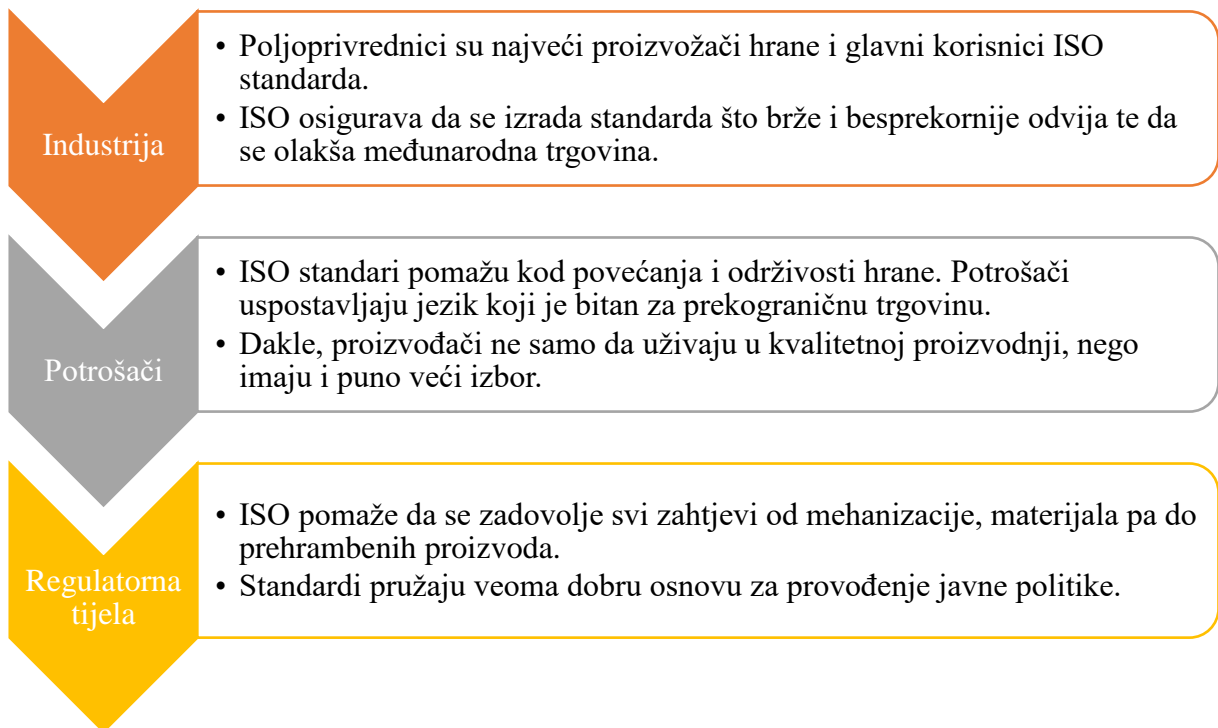 Industrija
• Poljoprivrednici su najveći proizvožači hrane i glavni korisnici ISO
standarda.
• ISO osigurava da se izrada standarda što brže i besprekornije odvija te da
se olakša međunarodna trgovina.
Potrošači
• ISO standari pomažu kod povećanja i održivosti hrane. Potrošači
uspostavljaju jezik koji je bitan za prekograničnu trgovinu.
• Dakle, proizvođači ne samo da uživaju u kvalitetnoj proizvodnji, nego
imaju i puno veći izbor.
Regulatorna
tijela
• ISO pomaže da se zadovolje svi zahtjevi od mehanizacije, materijala pa do
prehrambenih proizvoda.
• Standardi pružaju veoma dobru osnovu za provođenje javne politike.